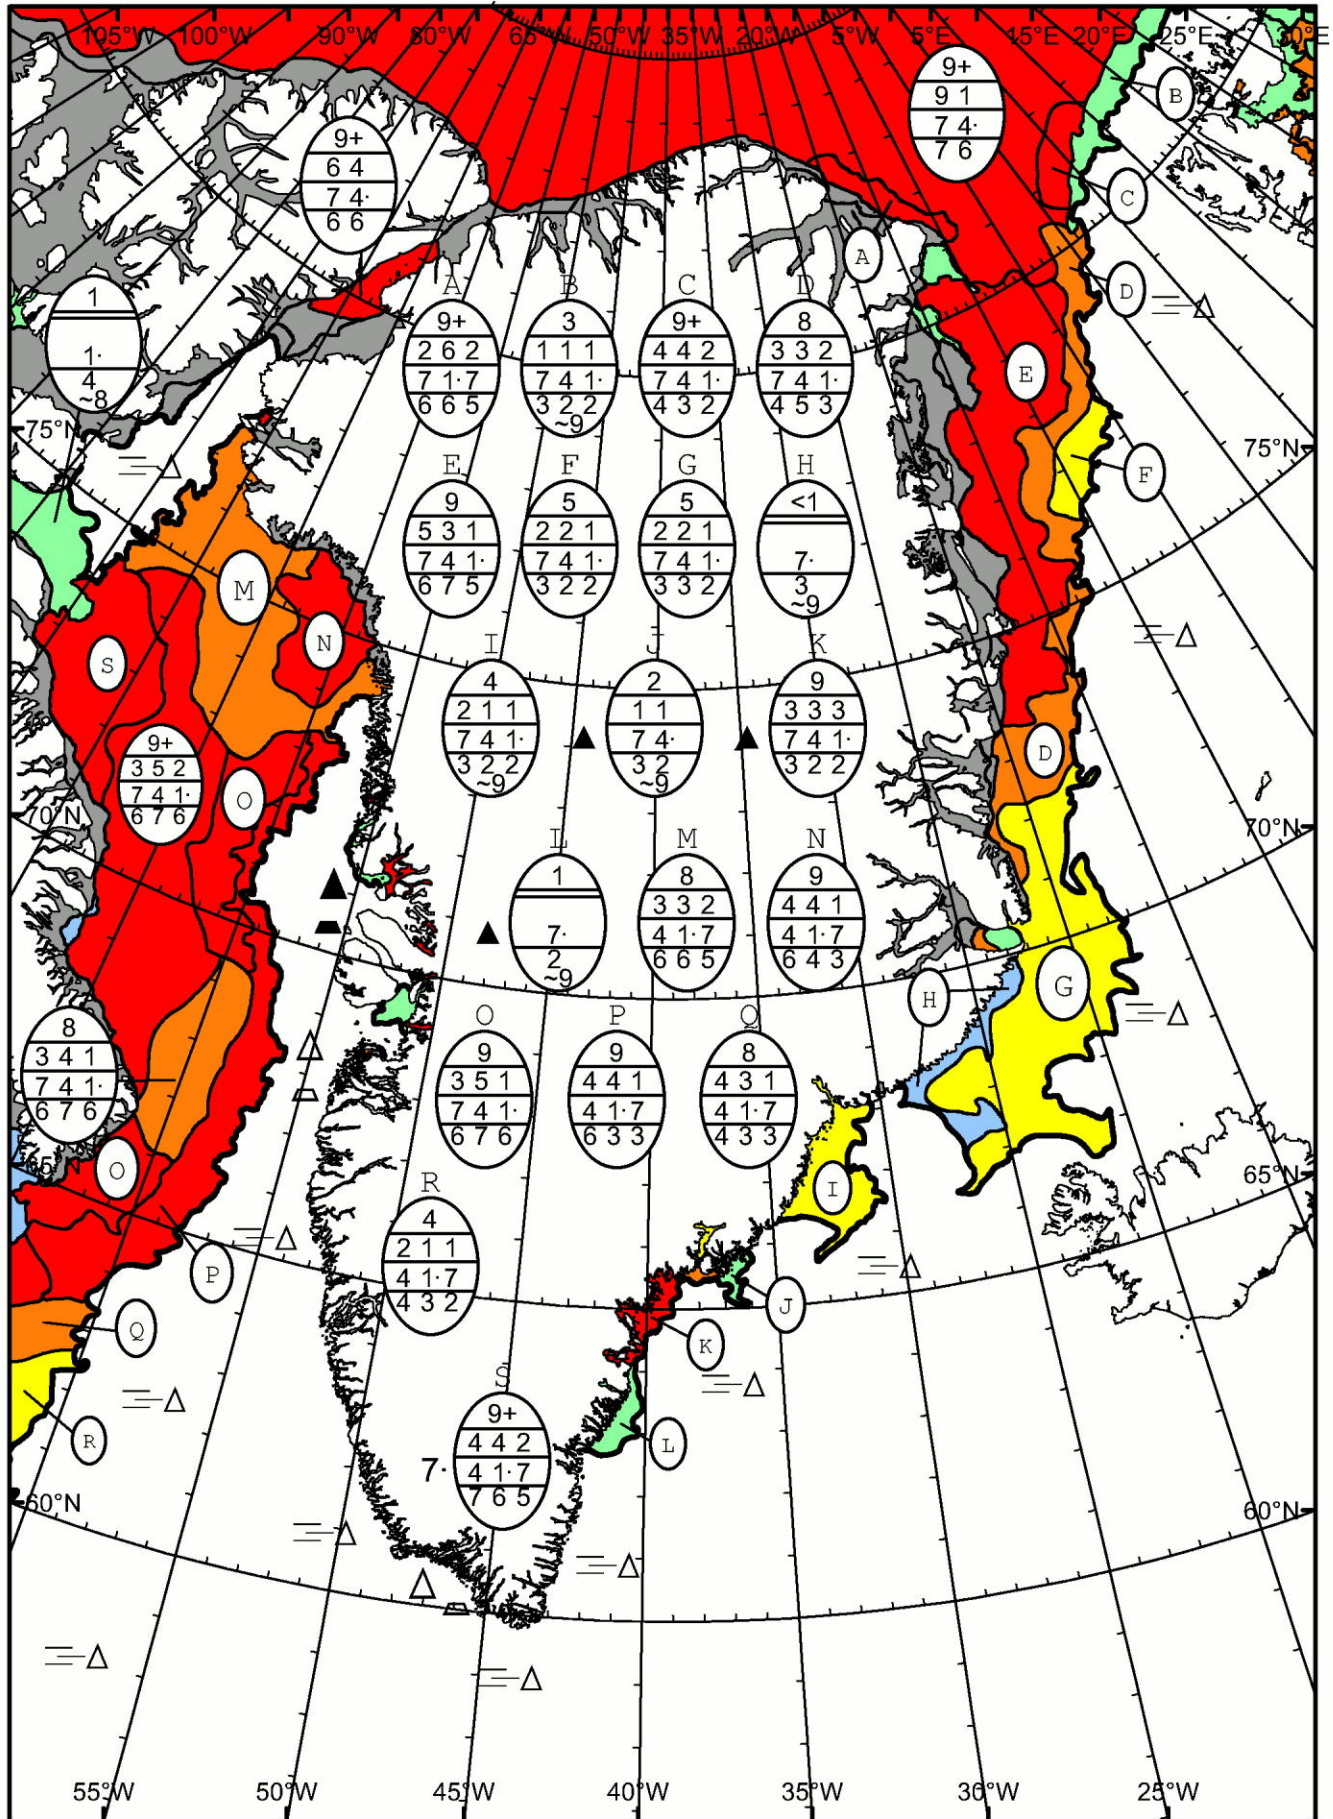 105°W 100°W 90°W 80°W 65°W 50°W 35°W 20°W 5°W 5°E 15°E 20°E 25°E 30°E
9+
9 1
7 4·
7 6
B
9+
6 4
7 4·
6 6
C
A
D
1
1·
4
~8
A B C D
9+ 3 9+ 8
2 6 2 1 1 1 4 4 2 3 3 2
7 1·7 7 4 1· 7 4 1· 7 4 1·
6 6 5 3 2 2 4 3 2 4 5 3
~9
E
75°N 75°N
F
E F G H
9 5 5 <1
5 3 1 2 2 1 2 2 1
7 4 1· 7 4 1· 7 4 1· 7·
6 7 5 3 2 2 3 3 2 3
~9
M
N
S
I J K
4 2 9
2 1 1 1 1 3 3 3
7 4 1· 7 4· 7 4 1·
3 2 2 3 2 3 2 2
~9 ~9
D
9+
3 5 2
7 4 1·
6 7 6
O
70°N 70°N
L M N
1 8 9
3 3 2 4 4 1
7· 4 1·7 4 1·7
2 6 6 5 6 4 3
~9
H
G
8
3 4 1
7 4 1·
6 7 6
O P Q
9 9 8
3 5 1 4 4 1 4 3 1
7 4 1· 4 1·7 4 1·7
6 7 6 6 3 3 4 3 3
O
65°N 65°N
I
R
4
2 1 1
4 1·7
4 3 2
P
J
Q
K
S
9+
4 4 2
7· 4 1·7
7 6 5
R
L
60°N 60°N
55°W 50°W 45°W 40°W 35°W 30°W 25°W